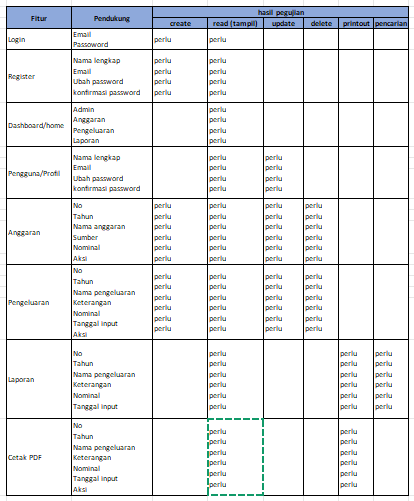 Fitur Pendukung hasil pegujian
create read (tampil) update delete printout pencarian
Login Email perlu perlu
Passoword
Register Nama lengkap perlu perlu
Email perlu perlu
Ubah password perlu perlu
konfirmasi password perlu perlu
Dashboard/home Admin perlu
Anggaran perlu
Pengeluaran perlu
Laporan perlu
Pengguna/Profil Nama lengkap perlu perlu
Email perlu perlu
Ubah password perlu perlu
konfirmasi password perlu perlu
Anggaran No perlu perlu perlu perlu
Tahun perlu perlu perlu perlu
Nama anggaran perlu perlu perlu perlu
Sumber perlu perlu perlu perlu
Nominal perlu perlu perlu perlu
Aksi perlu perlu perlu perlu
Pengeluaran No
Tahun perlu perlu perlu perlu
Nama pengeluaran perlu perlu perlu perlu
Keterangan perlu perlu perlu perlu
Nominal perlu perlu perlu perlu
Tanggal input perlu perlu perlu perlu
Aksi perlu perlu perlu perlu
Laporan No perlu perlu perlu
Tahun perlu perlu perlu
Nama pengeluaran perlu perlu perlu
Keterangan perlu perlu perlu
Nominal perlu perlu perlu
Tanggal input perlu perlu perlu
Cetak PDF No
Tahun perlu perlu
Nama pengeluaran perlu perlu
Keterangan perlu perlu
Nominal perlu perlu
Tanggal input perlu perlu
Aksi perlu perlu